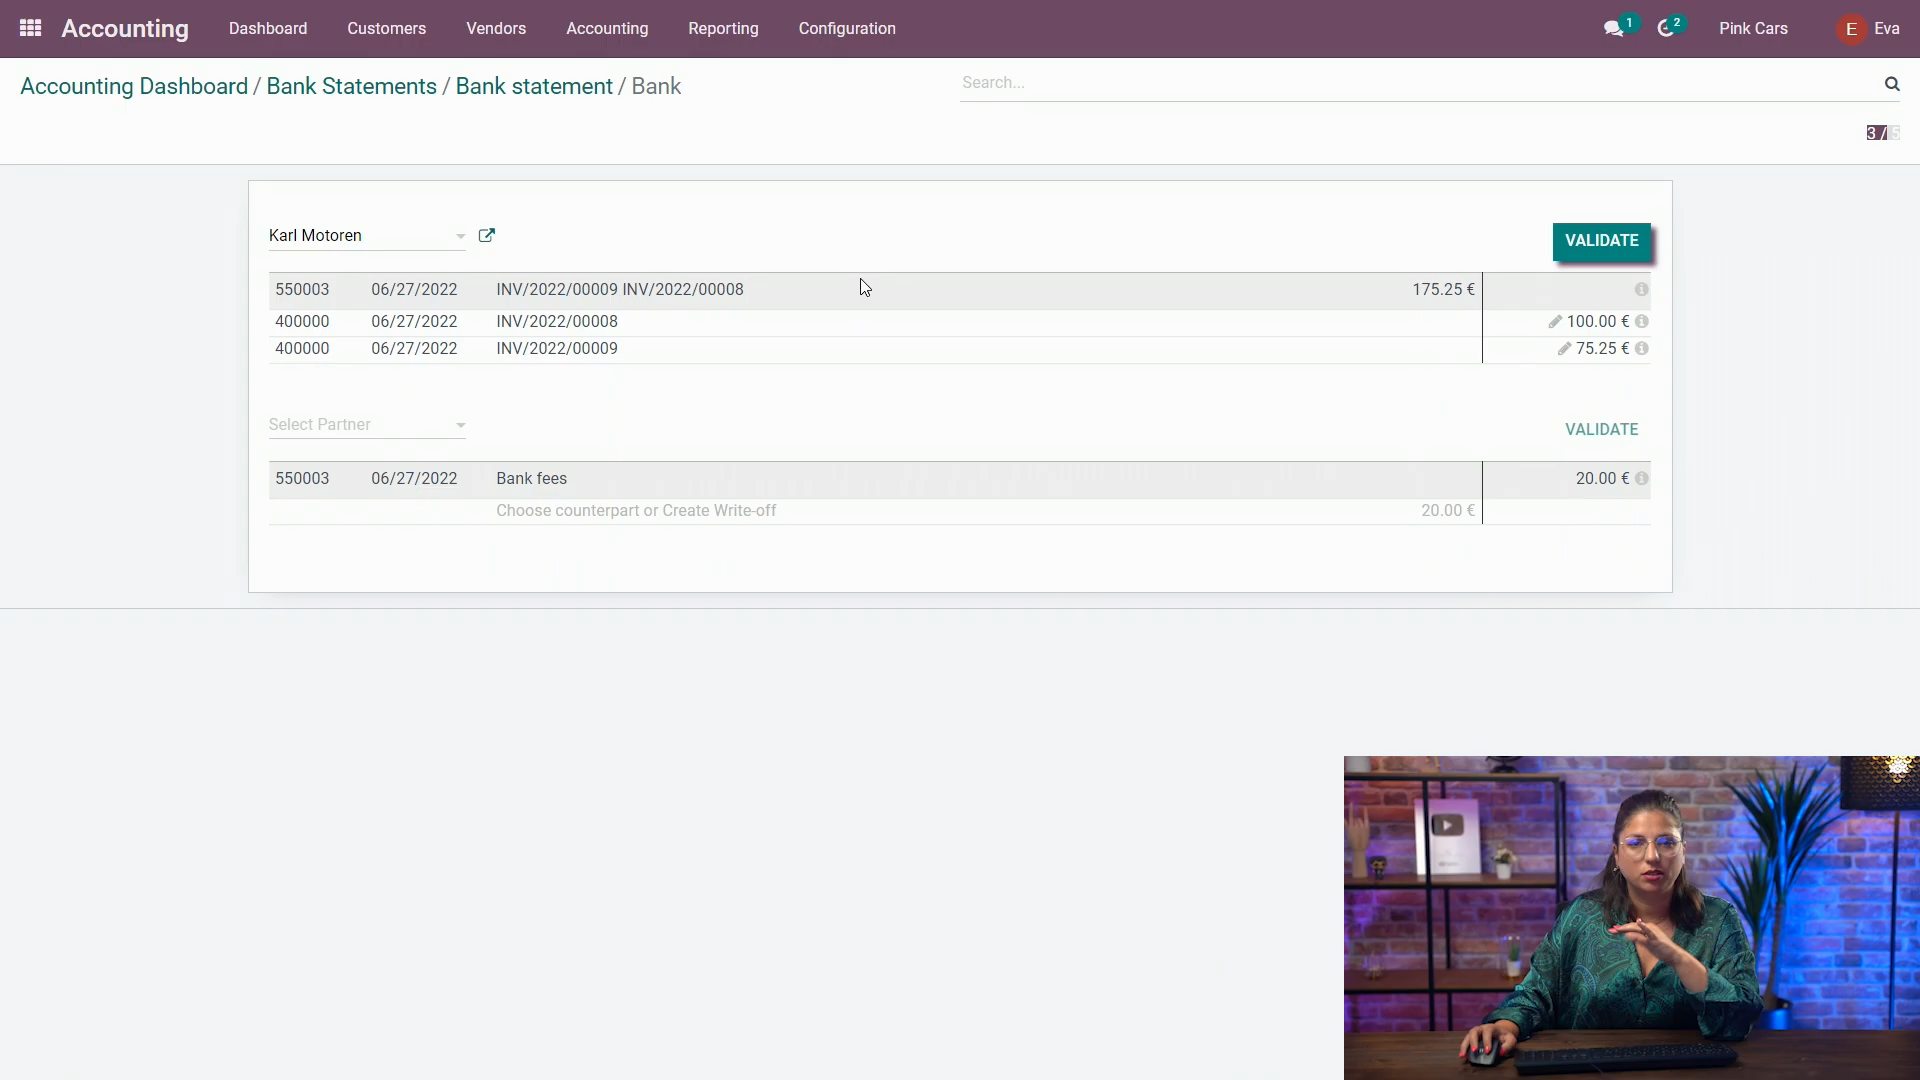 Accounting Dashboard Customers Vendors Accounting Reporting Configuration 1 2 Pink Cars E Eva
Accounting Dashboard / Bank Statements / Bank statement / Bank
Search...
3 / 5
Karl Motoren
VALIDATE
550003 06/27/2022 INV/2022/00009 INV/2022/00008 175.25 €
400000 06/27/2022 INV/2022/00008 100.00 €
400000 06/27/2022 INV/2022/00009 75.25 €
Select Partner
VALIDATE
550003 06/27/2022 Bank fees 20.00 €
Choose counterpart or Create Write-off 20.00 €